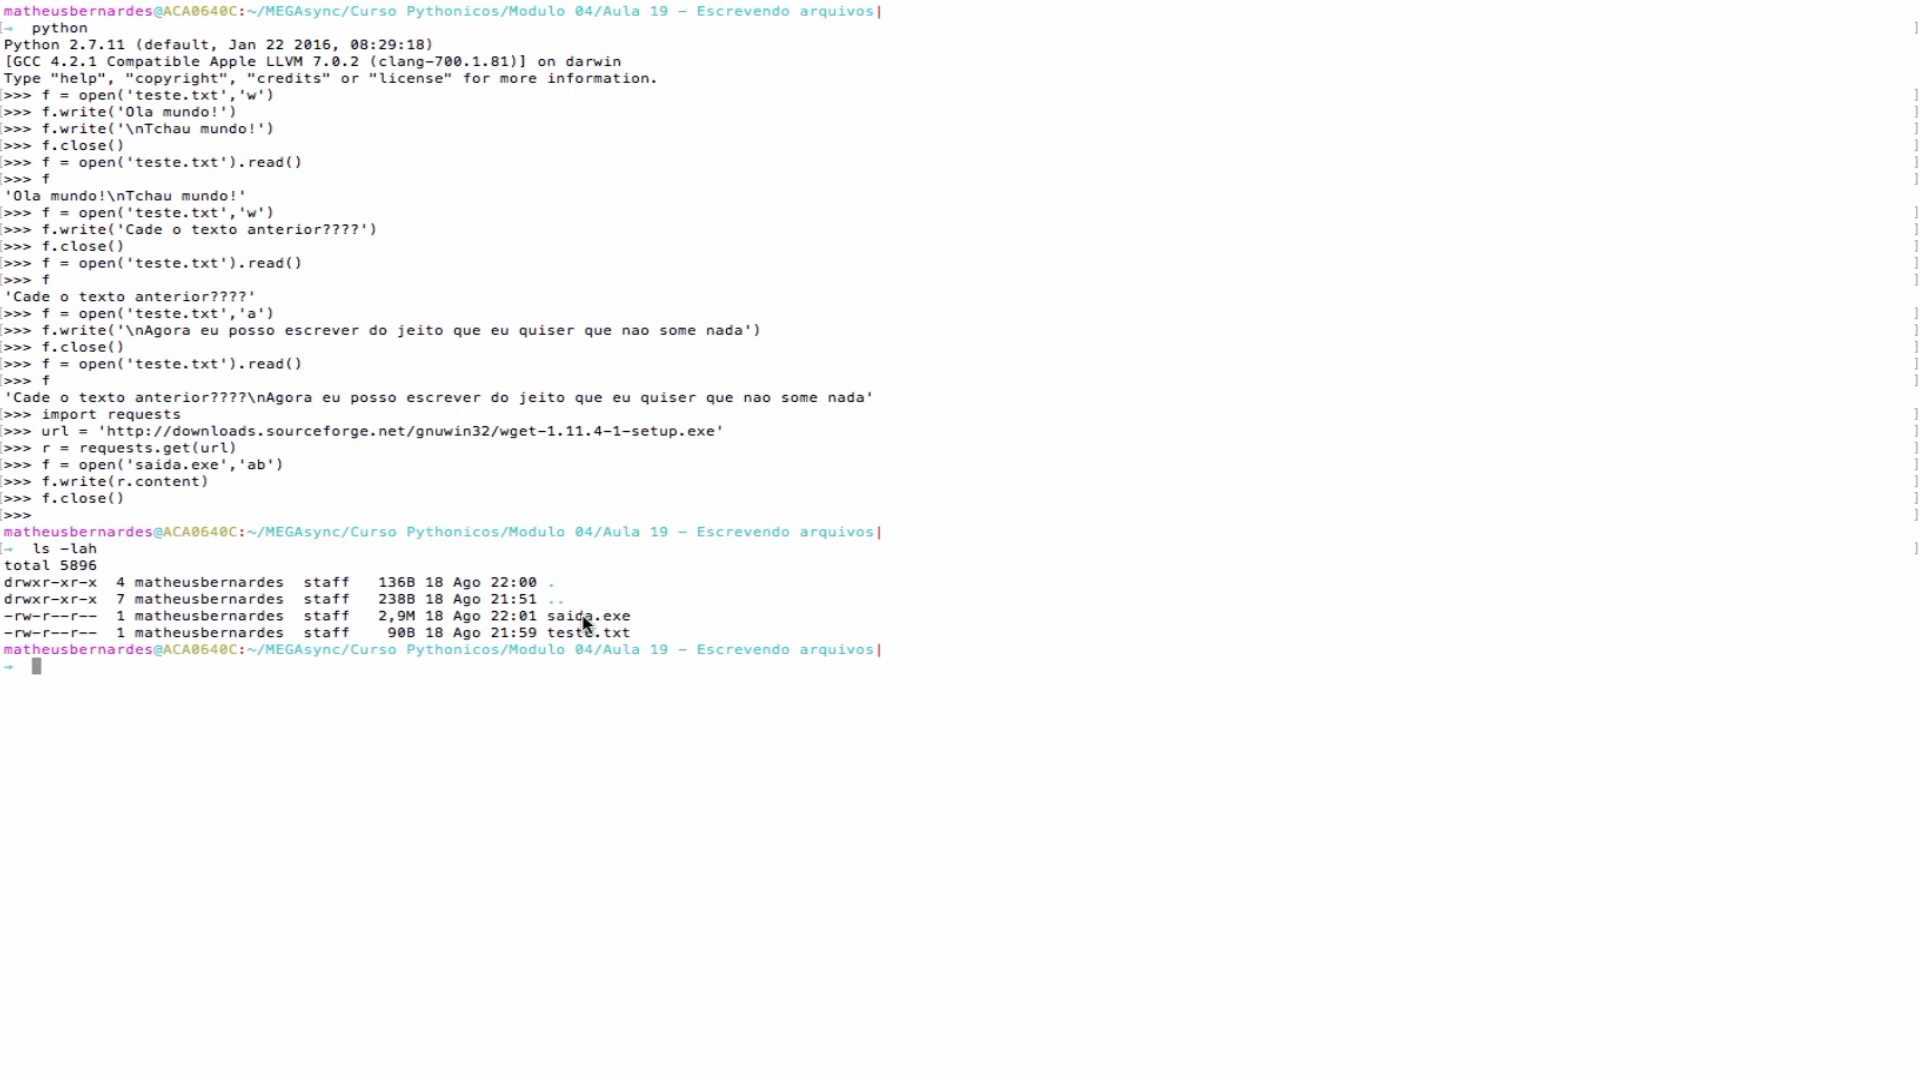 matheusbernardes@ACA0640C:~/MEGAsync/Curso Pythonicos/Modulo 04/Aula 19 - Escrevendo arquivos|
[→  python ]
Python 2.7.11 (default, Jan 22 2016, 08:29:18)
[GCC 4.2.1 Compatible Apple LLVM 7.0.2 (clang-700.1.81)] on darwin
Type "help", "copyright", "credits" or "license" for more information.
[>>> f = open('teste.txt','w') ]
[>>> f.write('Ola mundo!') ]
[>>> f.write('\nTchau mundo!') ]
[>>> f.close() ]
[>>> f = open('teste.txt').read() ]
[>>> f ]
'Ola mundo!\nTchau mundo!'
[>>> f = open('teste.txt','w') ]
[>>> f.write('Cade o texto anterior????') ]
[>>> f.close() ]
[>>> f = open('teste.txt').read() ]
[>>> f ]
'Cade o texto anterior????'
[>>> f = open('teste.txt','a') ]
[>>> f.write('\nAgora eu posso escrever do jeito que eu quiser que nao some nada') ]
[>>> f.close() ]
[>>> f = open('teste.txt').read() ]
[>>> f ]
'Cade o texto anterior????\nAgora eu posso escrever do jeito que eu quiser que nao some nada'
[>>> import requests ]
[>>> url = 'http://downloads.sourceforge.net/gnuwin32/wget-1.11.4-1-setup.exe' ]
[>>> r = requests.get(url) ]
[>>> f = open('saida.exe','ab') ]
[>>> f.write(r.content) ]
[>>> f.close() ]
[>>> ]
matheusbernardes@ACA0640C:~/MEGAsync/Curso Pythonicos/Modulo 04/Aula 19 - Escrevendo arquivos|
[→  ls -lah ]
total 5896
drwxr-xr-x  4 matheusbernardes  staff   136B 18 Ago 22:00 .
drwxr-xr-x  7 matheusbernardes  staff   238B 18 Ago 21:51 ..
-rw-r--r--  1 matheusbernardes  staff   2,9M 18 Ago 22:01 saida.exe
-rw-r--r--  1 matheusbernardes  staff    90B 18 Ago 21:59 teste.txt
matheusbernardes@ACA0640C:~/MEGAsync/Curso Pythonicos/Modulo 04/Aula 19 - Escrevendo arquivos|
→